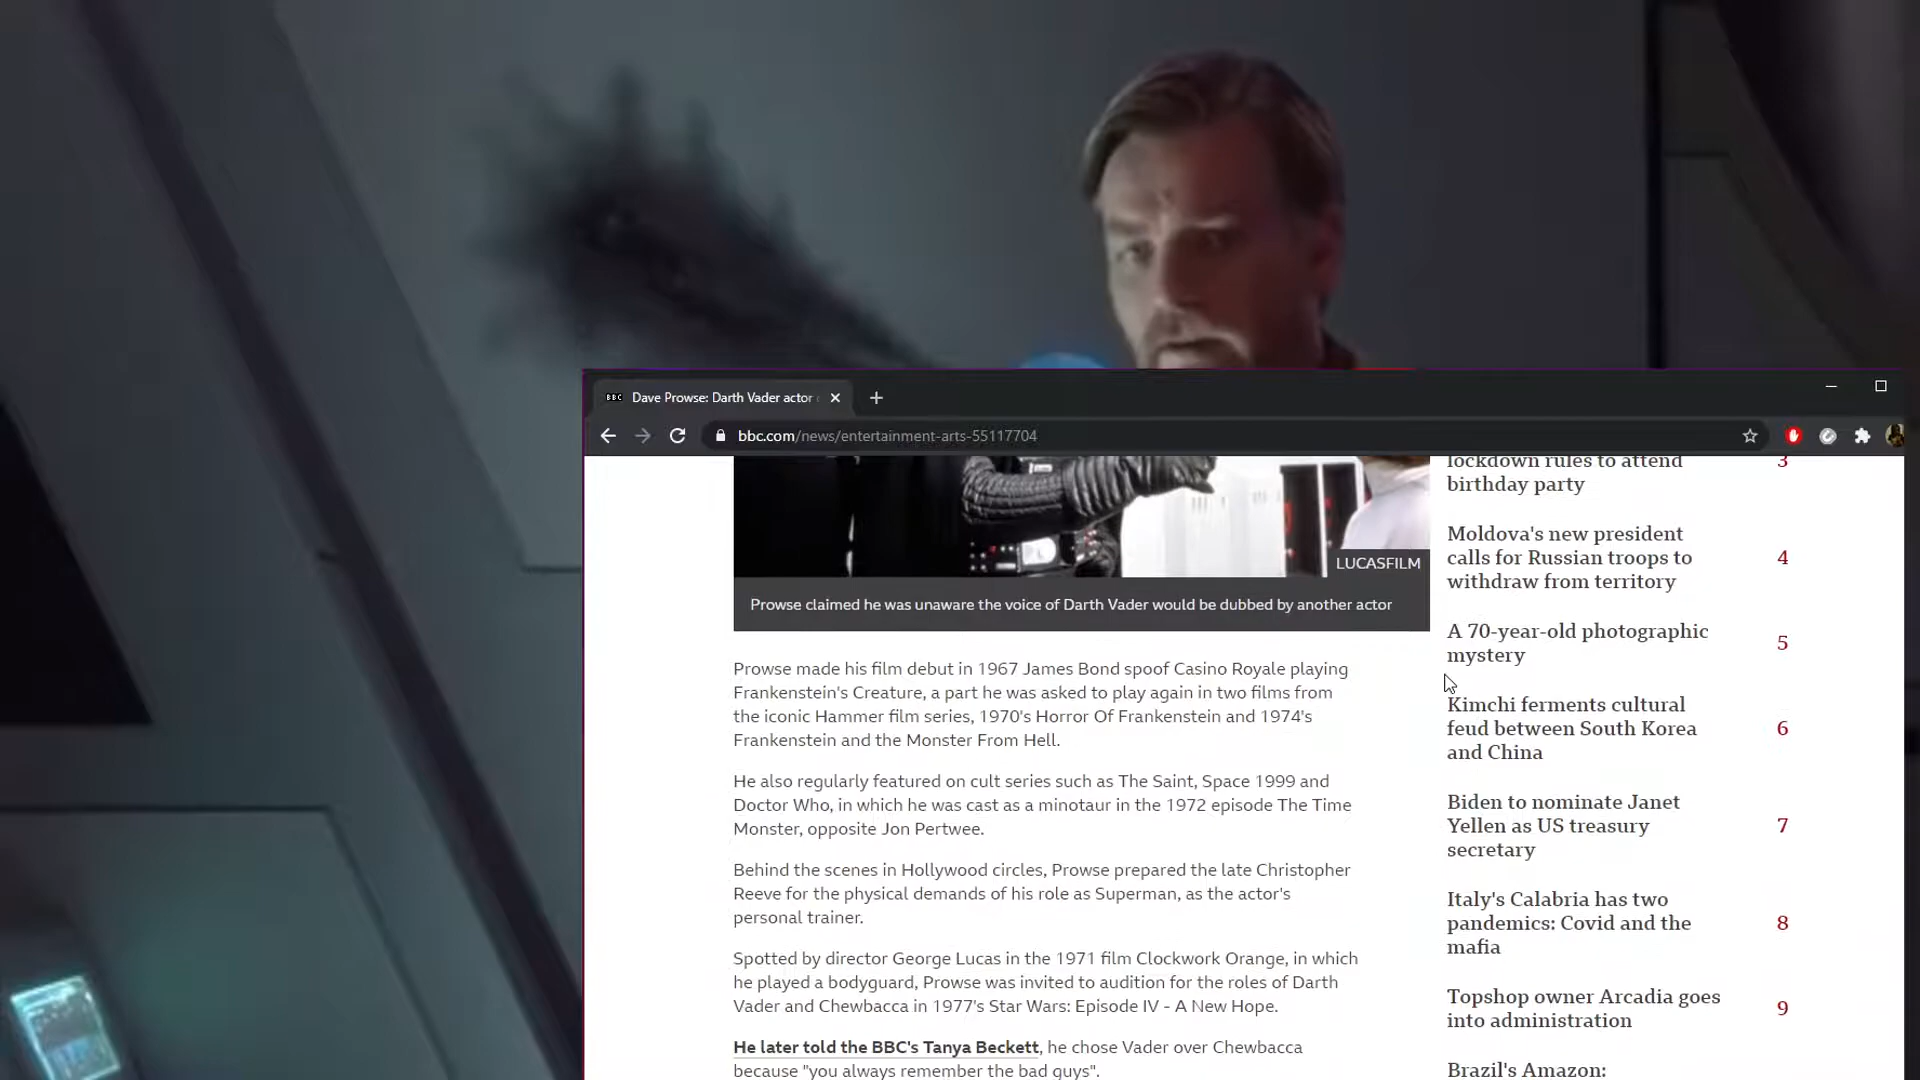 BBC Dave Prowse: Darth Vader actor
bbc.com/news/entertainment-arts-55117704
LUCASFILM
Prowse claimed he was unaware the voice of Darth Vader would be dubbed by another actor
Prowse made his film debut in 1967 James Bond spoof Casino Royale playing
Frankenstein's Creature, a part he was asked to play again in two films from
the iconic Hammer film series, 1970's Horror Of Frankenstein and 1974's
Frankenstein and the Monster From Hell.
He also regularly featured on cult series such as The Saint, Space 1999 and
Doctor Who, in which he was cast as a minotaur in the 1972 episode The Time
Monster, opposite Jon Pertwee.
Behind the scenes in Hollywood circles, Prowse prepared the late Christopher
Reeve for the physical demands of his role as Superman, as the actor's
personal trainer.
Spotted by director George Lucas in the 1971 film Clockwork Orange, in which
he played a bodyguard, Prowse was invited to audition for the roles of Darth
Vader and Chewbacca in 1977's Star Wars: Episode IV - A New Hope.
He later told the BBC's Tanya Beckett, he chose Vader over Chewbacca
because "you always remember the bad guys".
lockdown rules to attend
birthday party
3
Moldova's new president
calls for Russian troops to
withdraw from territory
4
A 70-year-old photographic
mystery
5
Kimchi ferments cultural
feud between South Korea
and China
6
Biden to nominate Janet
Yellen as US treasury
secretary
7
Italy's Calabria has two
pandemics: Covid and the
mafia
8
Topshop owner Arcadia goes
into administration
9
Brazil's Amazon: